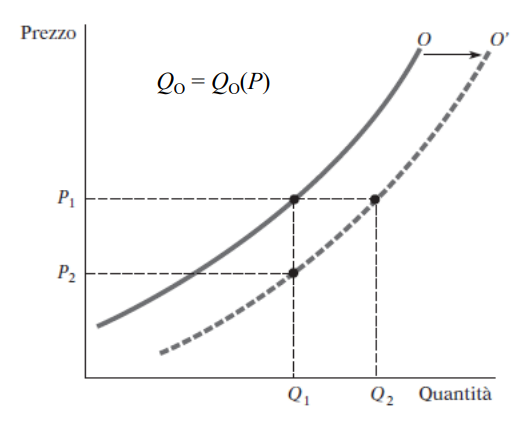 Prezzo
O
O'
Q_O = Q_O(P)
P_1
P_2
Q_1
Q_2
Quantità